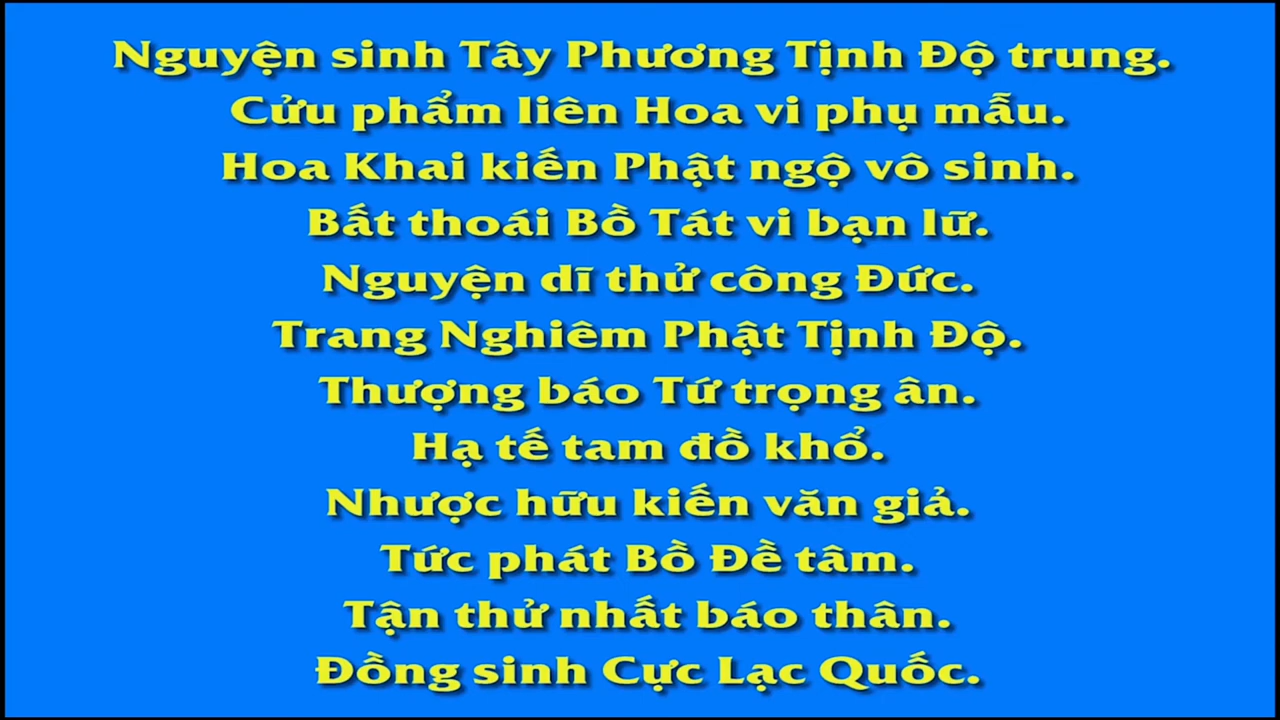 Nguyện sinh Tây Phương Tịnh Độ trung.
Cửu phẩm liên Hoa vi phụ mẫu.
Hoa Khai kiến Phật ngộ vô sinh.
Bất thoái Bồ Tát vi bạn lữ.
Nguyện dĩ thử công Đức.
Trang Nghiêm Phật Tịnh Độ.
Thượng báo Tứ trọng ân.
Hạ tế tam đồ khổ.
Nhược hữu kiến văn giả.
Tức phát Bồ Đề tâm.
Tận thử nhất báo thân.
Đồng sinh Cực Lạc Quốc.